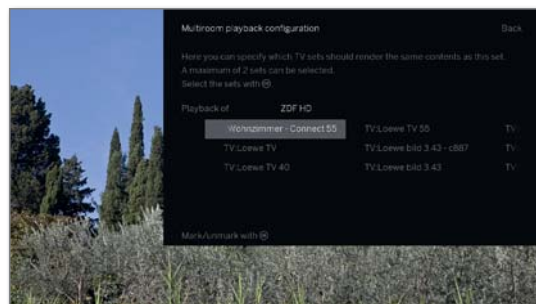 Multiroom playback configuration Back
Here you can specify which TV sets should render the same contents as this set.
A maximum of 2 sets can be selected.
Select the sets with OK.
Playback of ZDF HD
Wohnzimmer - Connect 55 TV:Loewe TV 55 TV:
TV:Loewe TV TV:Loewe bild 3.43 - c887 TV:
TV:Loewe TV 40 TV:Loewe bild 3.43 TV:
Mark/unmark with OK